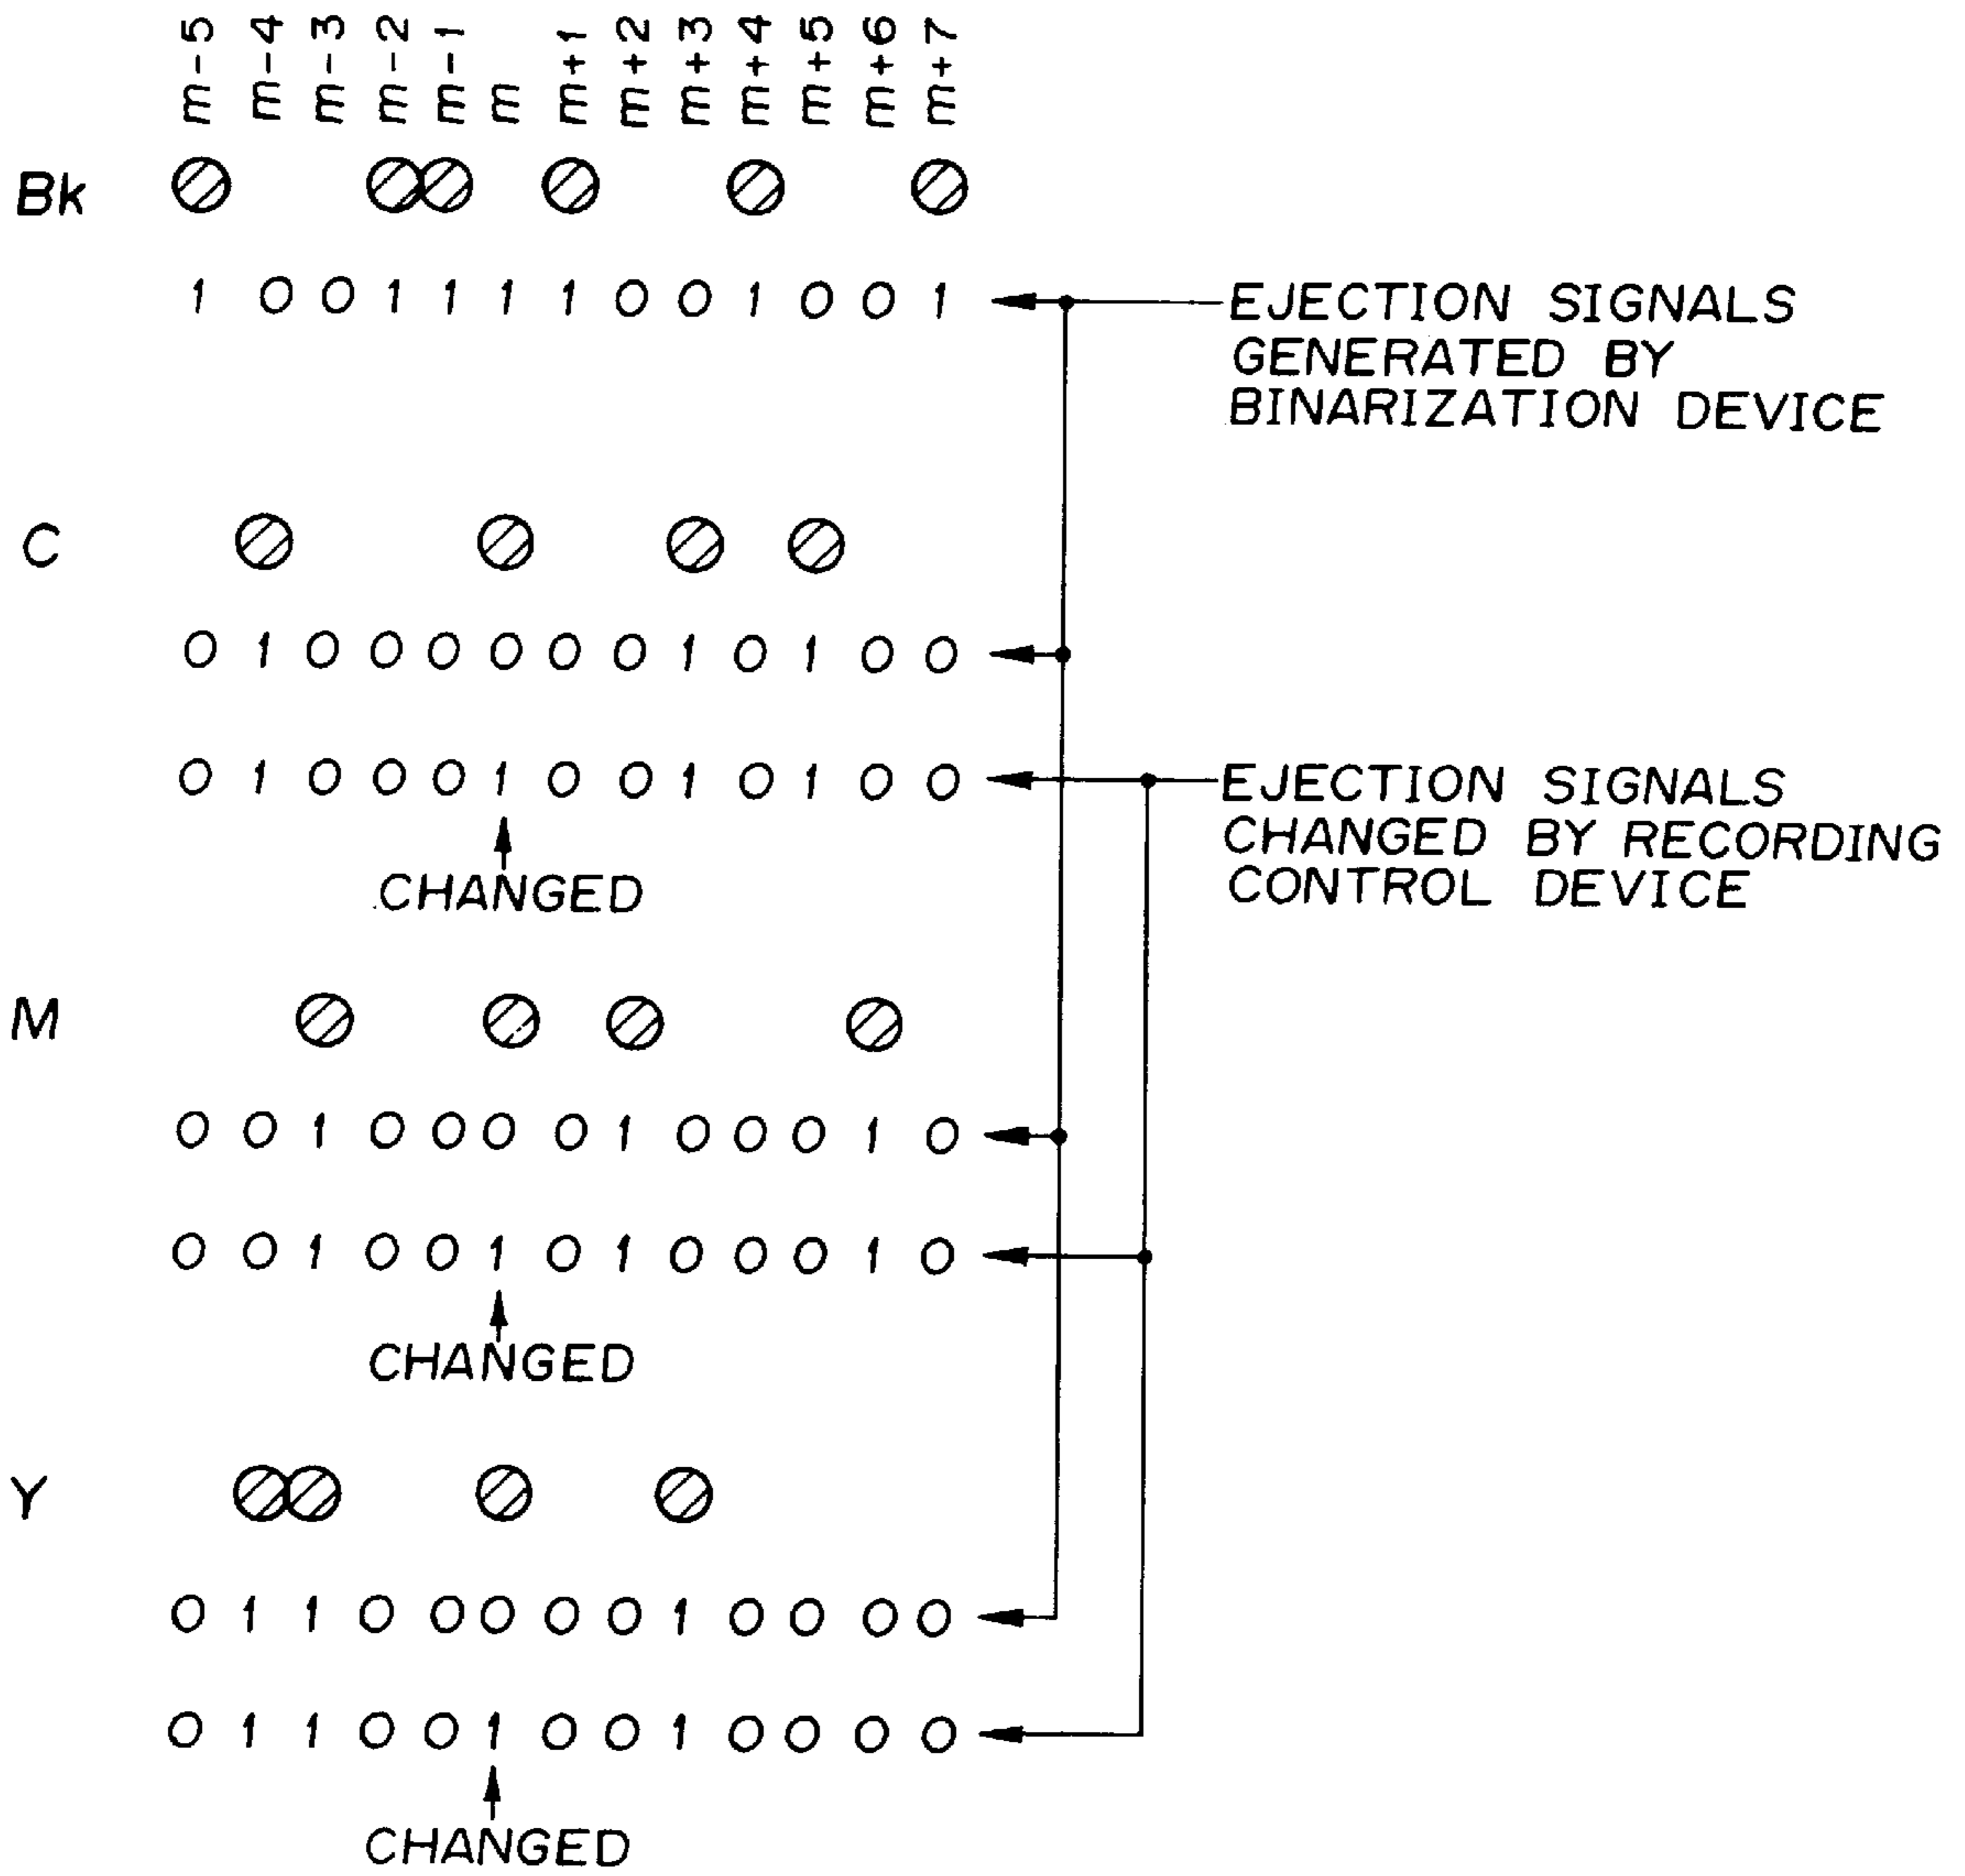 m-5 m-4 m-3 m-2 m-1 m m+1 m+2 m+3 m+4 m+5 m+6 m+7
Bk
1 0 0 1 1 1 1 0 0 1 0 0 1
EJECTION SIGNALS
GENERATED BY
BINARIZATION DEVICE
C
0 1 0 0 0 0 0 0 1 0 1 0 0
0 1 0 0 0 1 0 0 1 0 1 0 0
EJECTION SIGNALS
CHANGED BY RECORDING
CONTROL DEVICE
CHANGED
M
0 0 1 0 0 0 0 1 0 0 0 1 0
0 0 1 0 0 1 0 1 0 0 0 1 0
CHANGED
Y
0 1 1 0 0 0 0 0 1 0 0 0 0
0 1 1 0 0 1 0 0 1 0 0 0 0
CHANGED